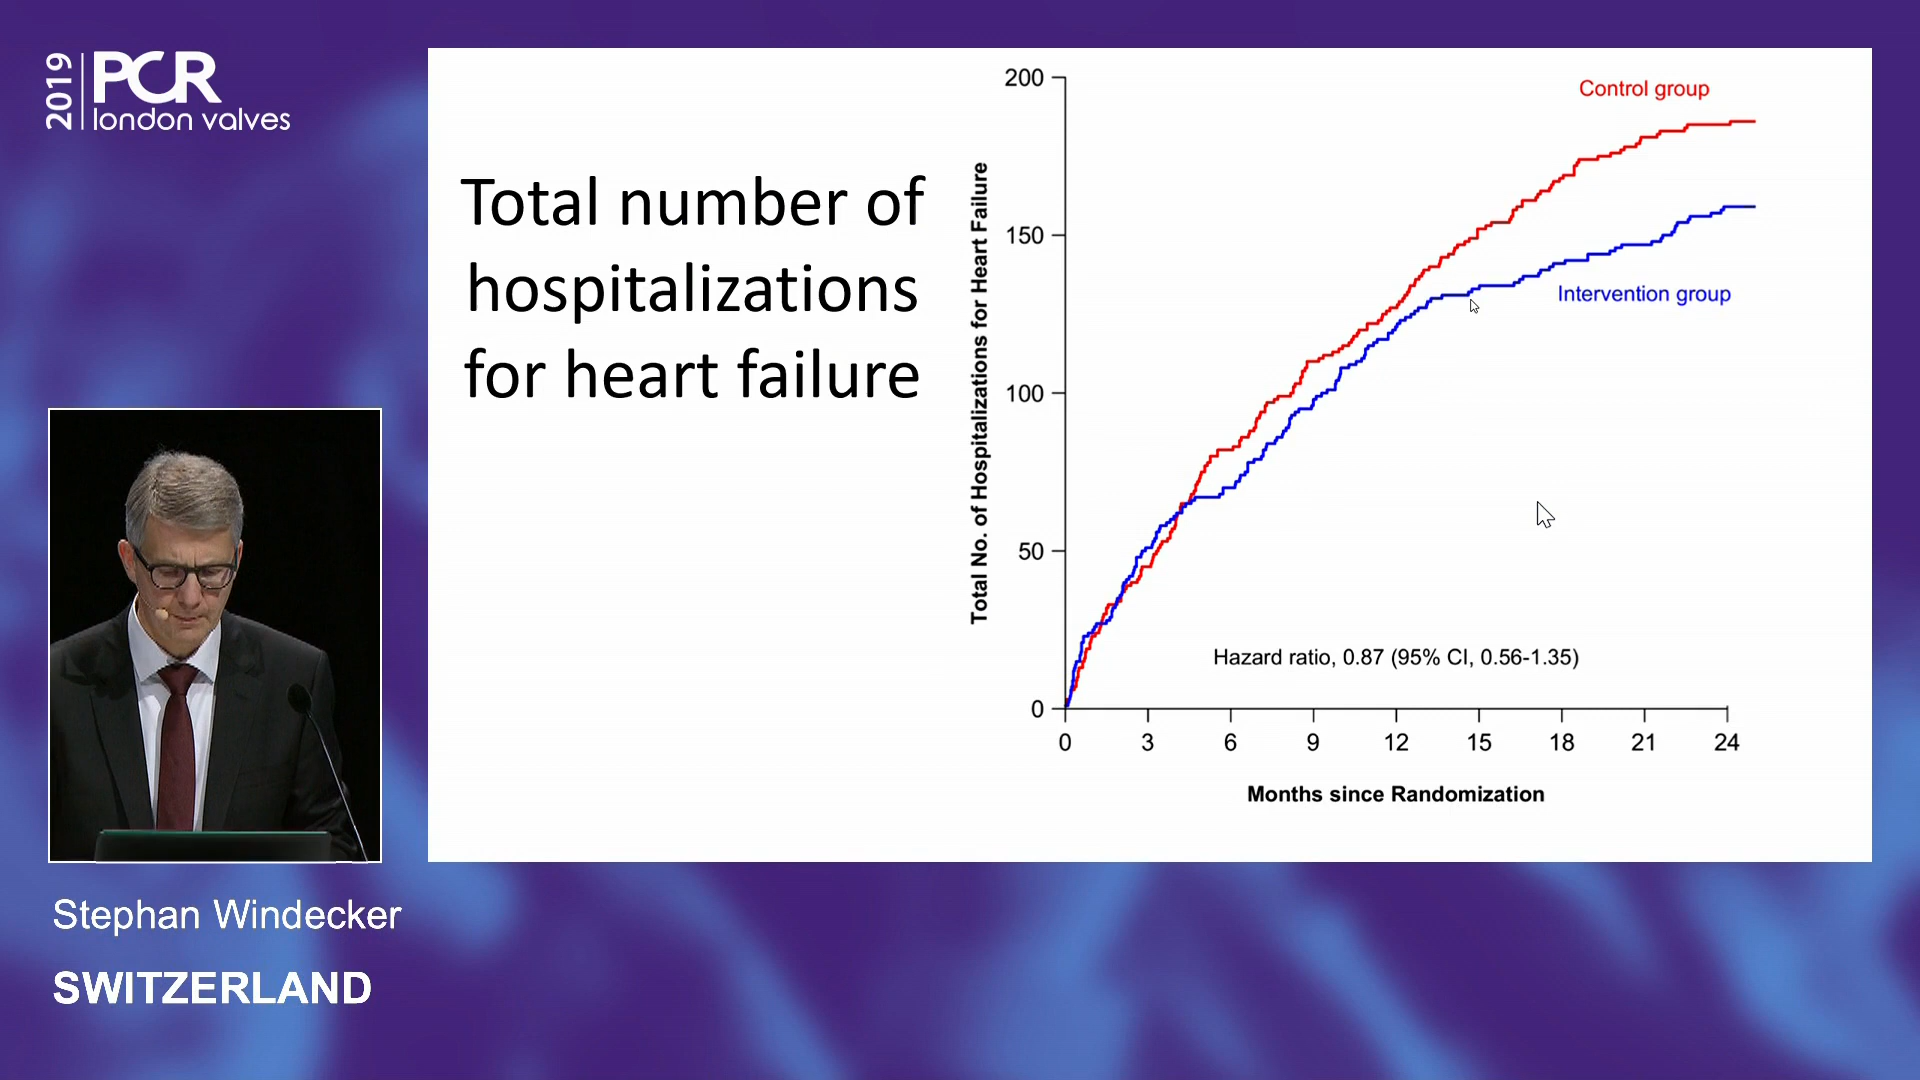 2019
PCR
london valves
Total number of
hospitalizations
for heart failure
Total No. of Hospitalizations for Heart Failure
200
150
100
50
0
Control group
Intervention group
Hazard ratio, 0.87 (95% CI, 0.56-1.35)
0 3 6 9 12 15 18 21 24
Months since Randomization
Stephan Windecker
SWITZERLAND